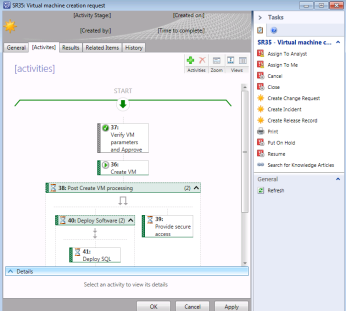 SR35: Virtual machine creation request
[Activity Stage:]
[Created on:]
[Created by:]
[Time to complete:]
General
[Activities]
Results
Related Items
History
[activities]
Activities
Zoom
Views
START
37:
Verify VM
parameters
and Approve
36:
Create VM
38: Post Create VM processing
(2)
40: Deploy Software (2)
39:
Provide secure
access
41:
Deploy SQL
Details
Select an activity to view its details
OK
Cancel
Apply
Tasks
SR35 - Virtual machine c...
Assign To Analyst
Assign To Me
Cancel
Close
Create Change Request
Create Incident
Create Release Record
Print
Put On Hold
Resume
Search for Knowledge Articles
General
Refresh